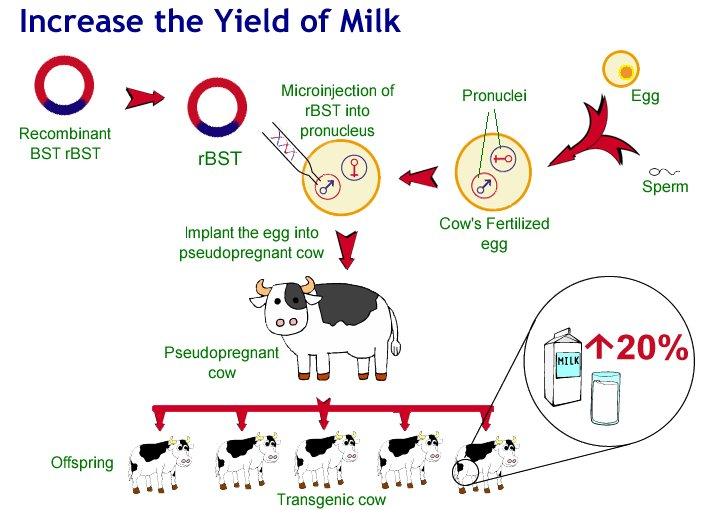 Increase the Yield of Milk
Recombinant
BST rBST
rBST
Microinjection of
rBST into
pronucleus
Pronuclei
Egg
Sperm
Cow's Fertilized
egg
Implant the egg into
pseudopregnant cow
Pseudopregnant
cow
MILK
20%
Offspring
Transgenic cow